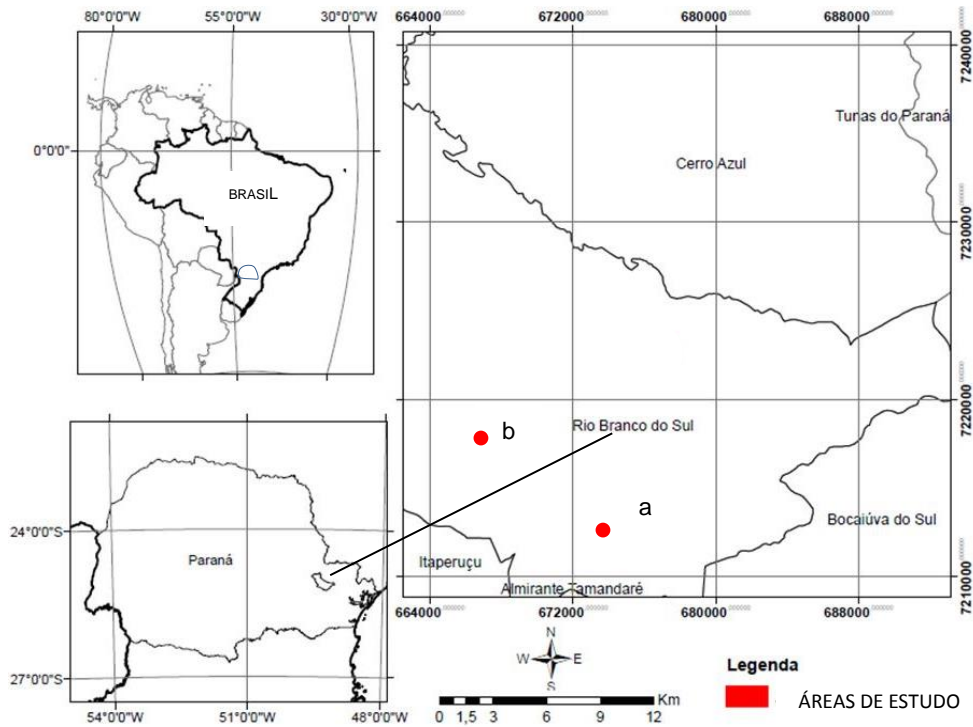 80°0'0"W
55°0'0"W
30°0'0"W
0°0'0"
BRASIL
24°0'0"S
27°0'0"S
Paraná
54°0'0"W
51°0'0"W
48°0'0"W
664000
672000
680000
688000
7240000
7230000
7220000
7210000
Tunas do Paraná
Cerro Azul
Rio Branco do Sul
b
a
Bocaiúva do Sul
Itaperuçu
Almirante Tamandaré
664000
672000
680000
688000
N
W E
S
Km
0 1,5 3 6 9 12
Legenda
ÁREAS DE ESTUDO